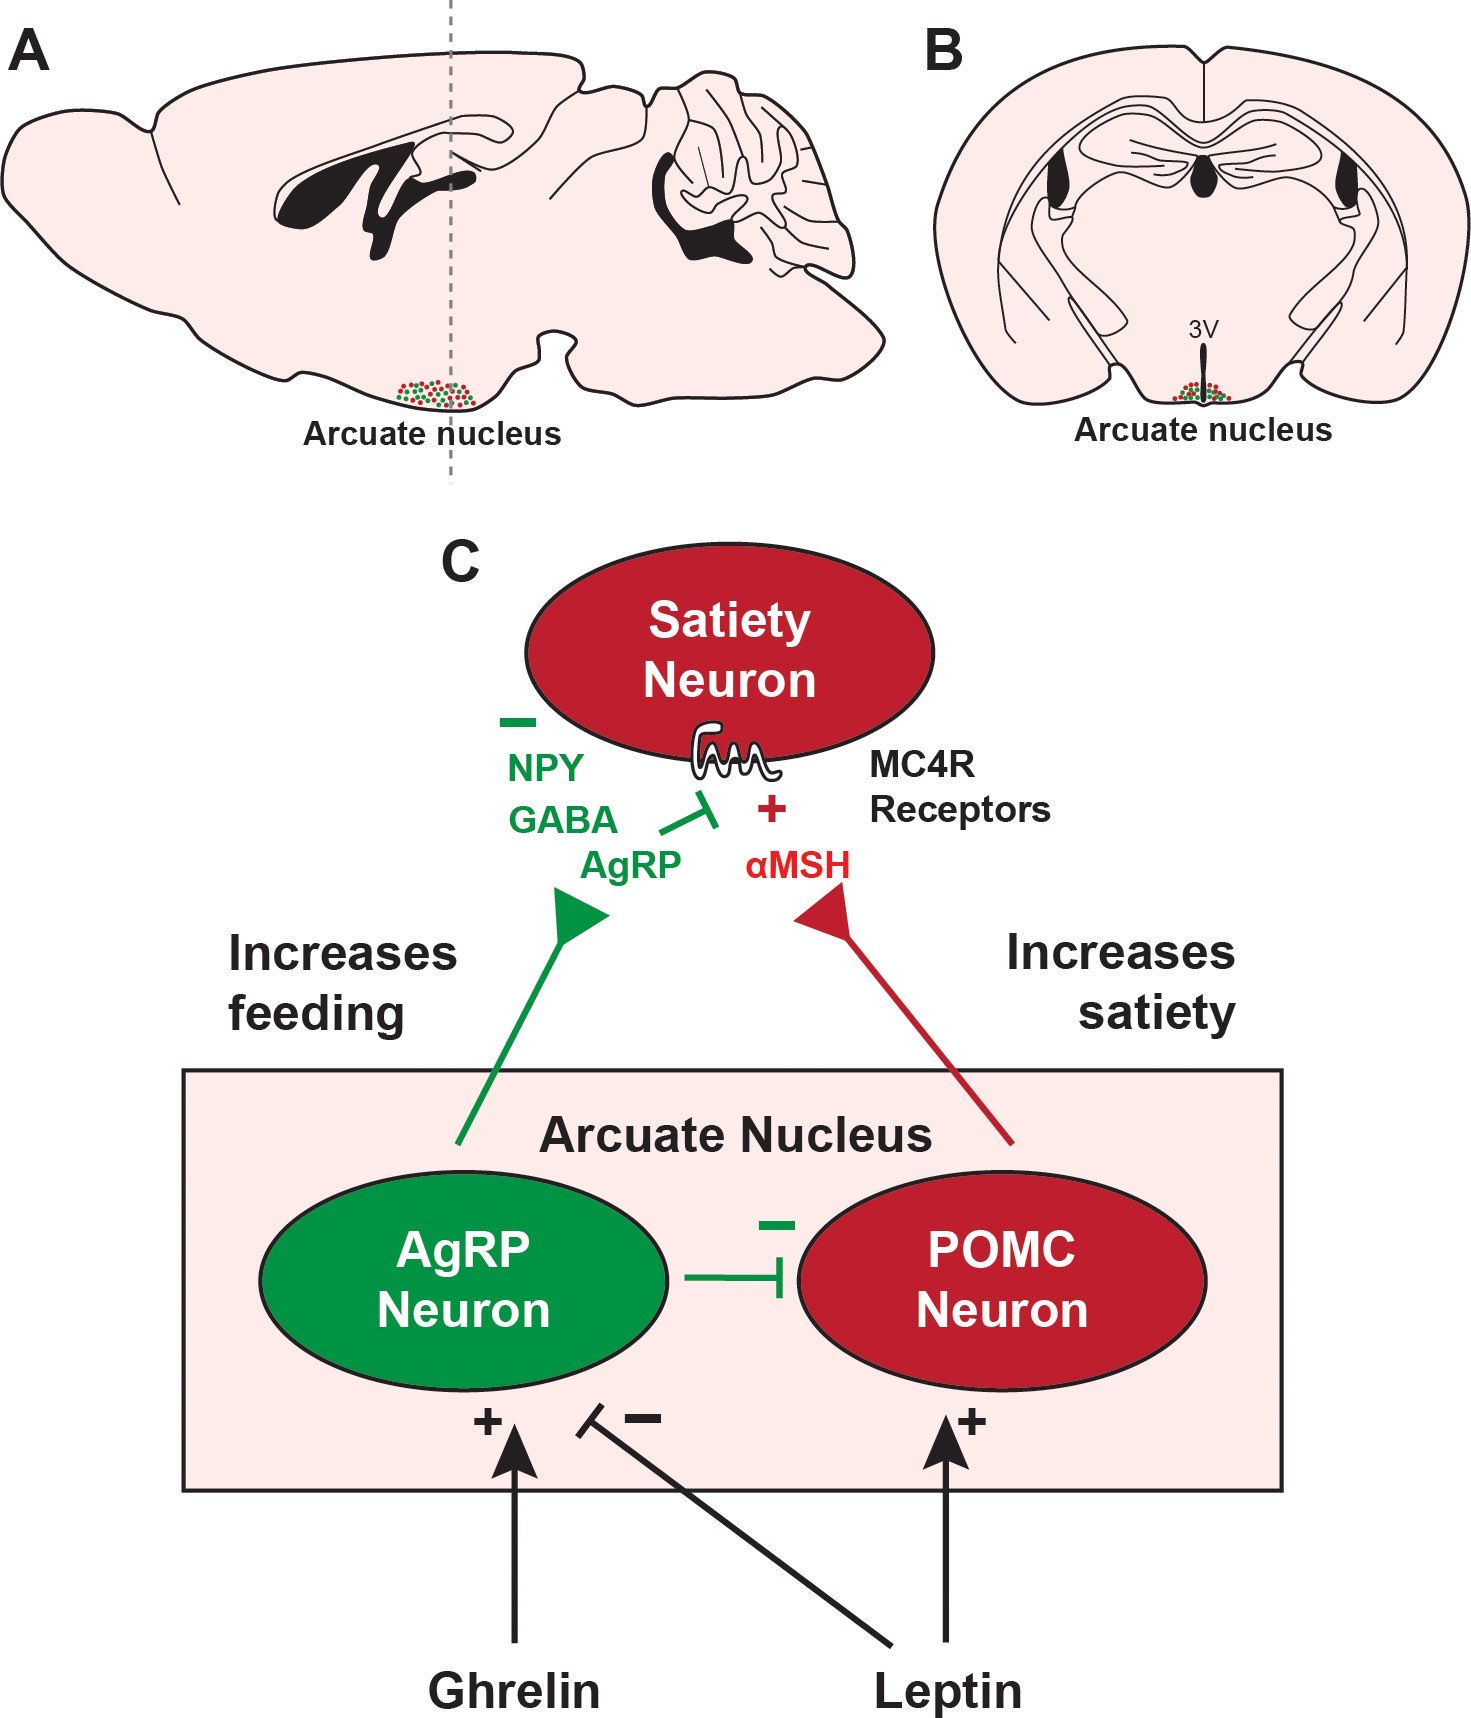 A
B
3V
Arcuate nucleus
Arcuate nucleus
C
Satiety
Neuron
−
NPY
GABA
AgRP
+
αMSH
MC4R
Receptors
Increases
feeding
Increases
satiety
Arcuate Nucleus
AgRP
Neuron
−
POMC
Neuron
+
−
+
Ghrelin
Leptin